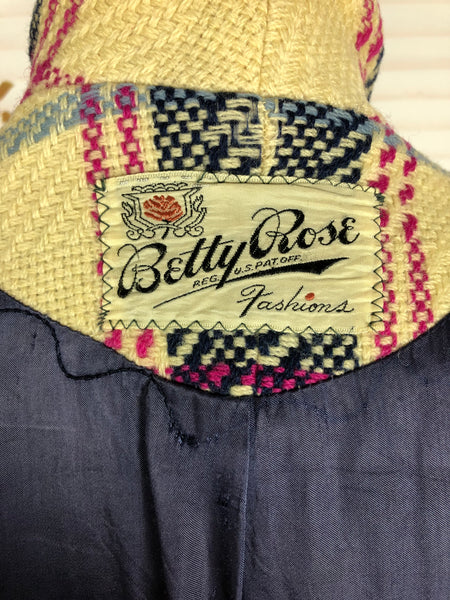 Betty Rose
REG. U.S. PAT. OFF.
Fashions